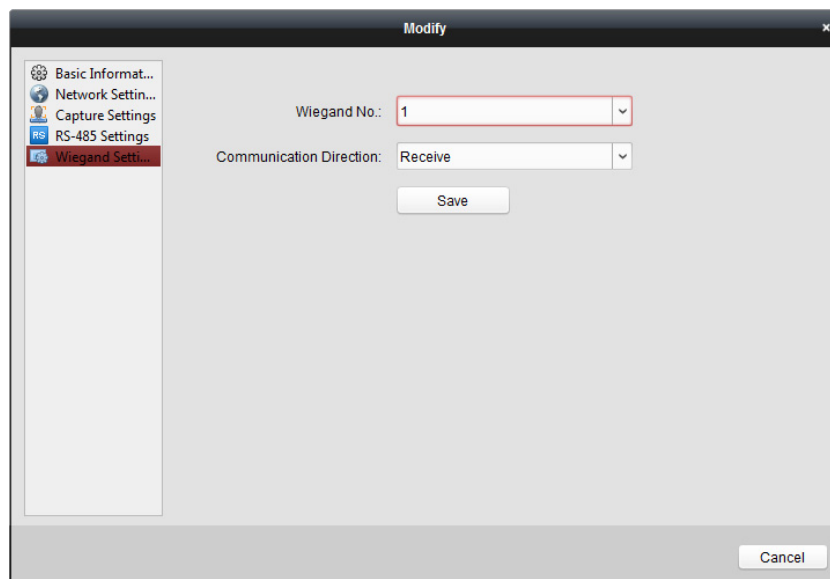 Modify
×
Basic Informat...
Network Settin...
Capture Settings
RS RS-485 Settings
Wiegand Setti...
Wiegand No.: 1
Communication Direction: Receive
Save
Cancel